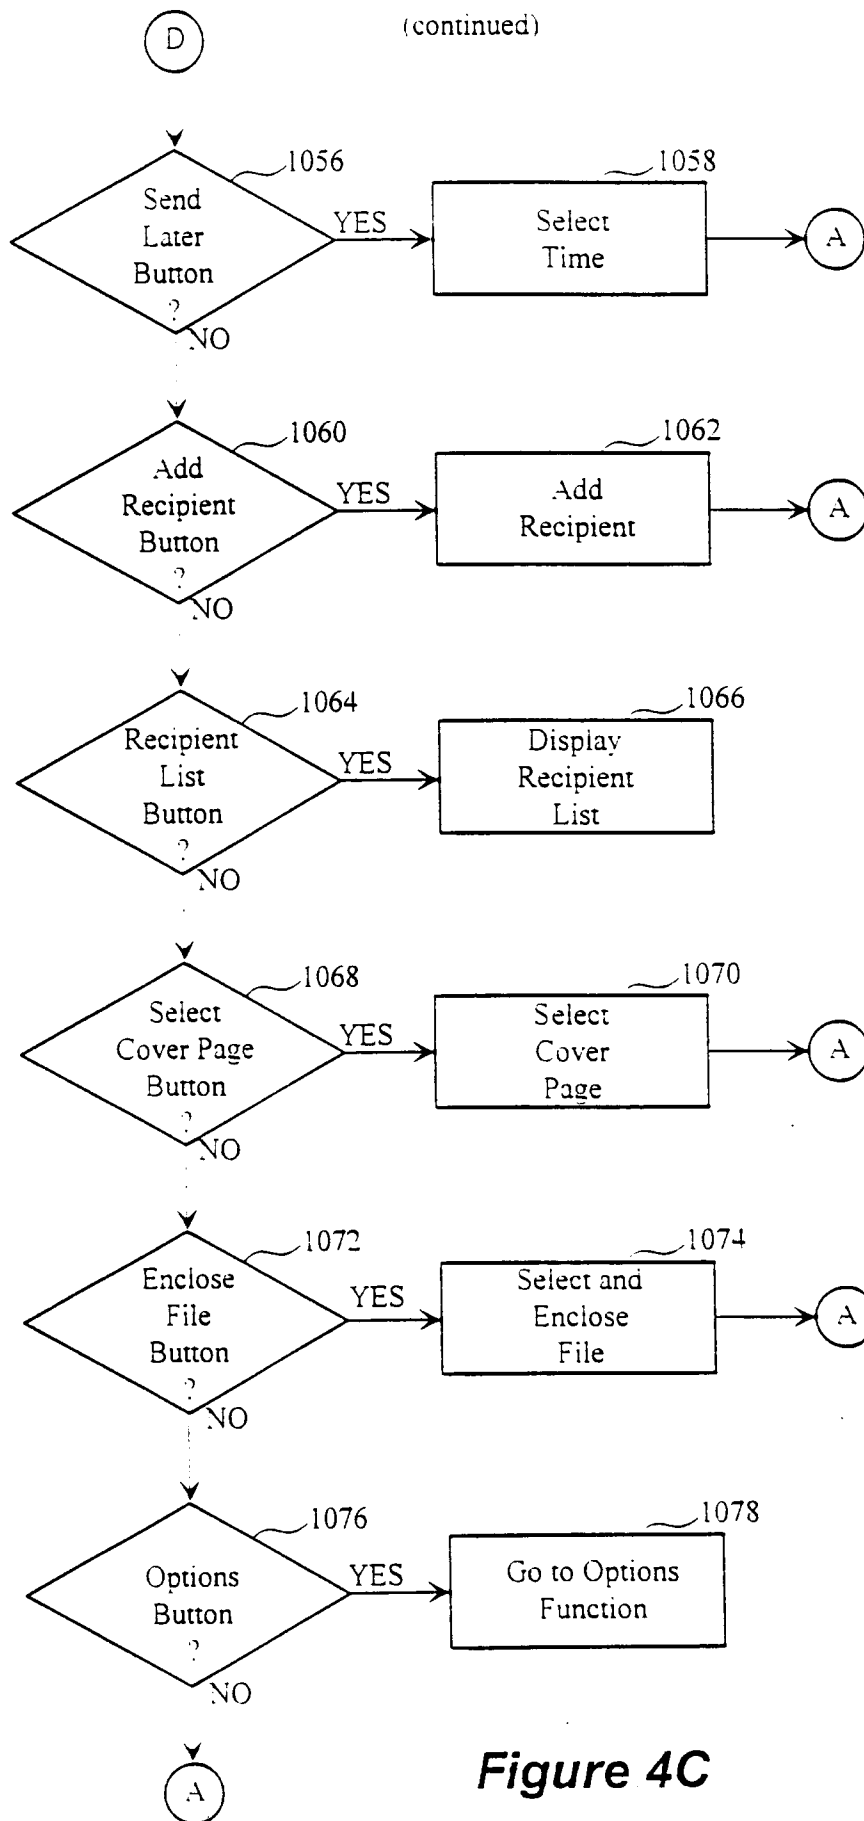 D
(continued)
1056
1058
Send
Later
Button
?
YES
Select
Time
A
NO
1060
1062
Add
Recipient
Button
?
YES
Add
Recipient
A
NO
1064
1066
Recipient
List
Button
?
YES
Display
Recipient
List
NO
1068
1070
Select
Cover Page
Button
?
YES
Select
Cover
Page
A
NO
1072
1074
Enclose
File
Button
?
YES
Select and
Enclose
File
A
NO
1076
1078
Options
Button
?
YES
Go to Options
Function
NO
A
Figure 4C